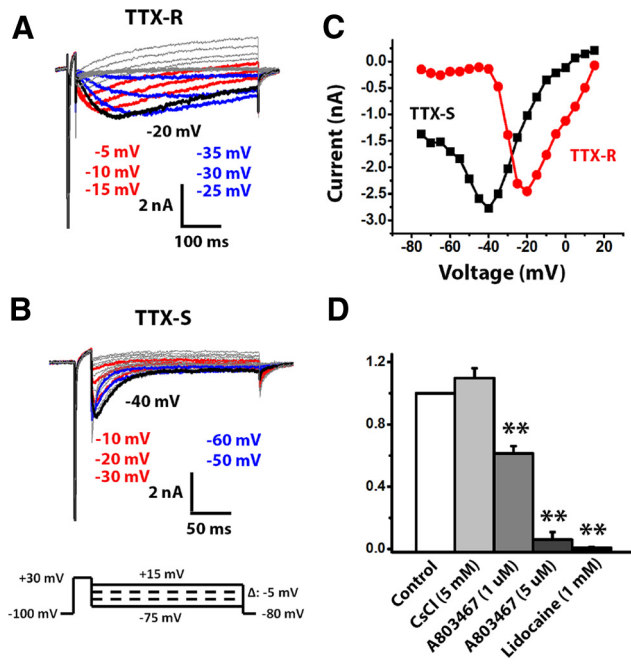 A
TTX-R
-20 mV
-5 mV
-10 mV
-15 mV
-35 mV
-30 mV
-25 mV
2 nA
100 ms
B
TTX-S
-40 mV
-10 mV
-20 mV
-30 mV
-60 mV
-50 mV
2 nA
50 ms
+30 mV
+15 mV
Δ: -5 mV
-100 mV
-75 mV
-80 mV
C
0.0
-0.5
-1.0
-1.5
-2.0
-2.5
-3.0
Current (nA)
TTX-S
TTX-R
-80 -60 -40 -20 0 20
Voltage (mV)
D
1.2
0.8
0.4
0.0
**
**
**
Control
CsCl (5 mM)
A803467 (1 uM)
A803467 (5 uM)
Lidocaine (1 mM)